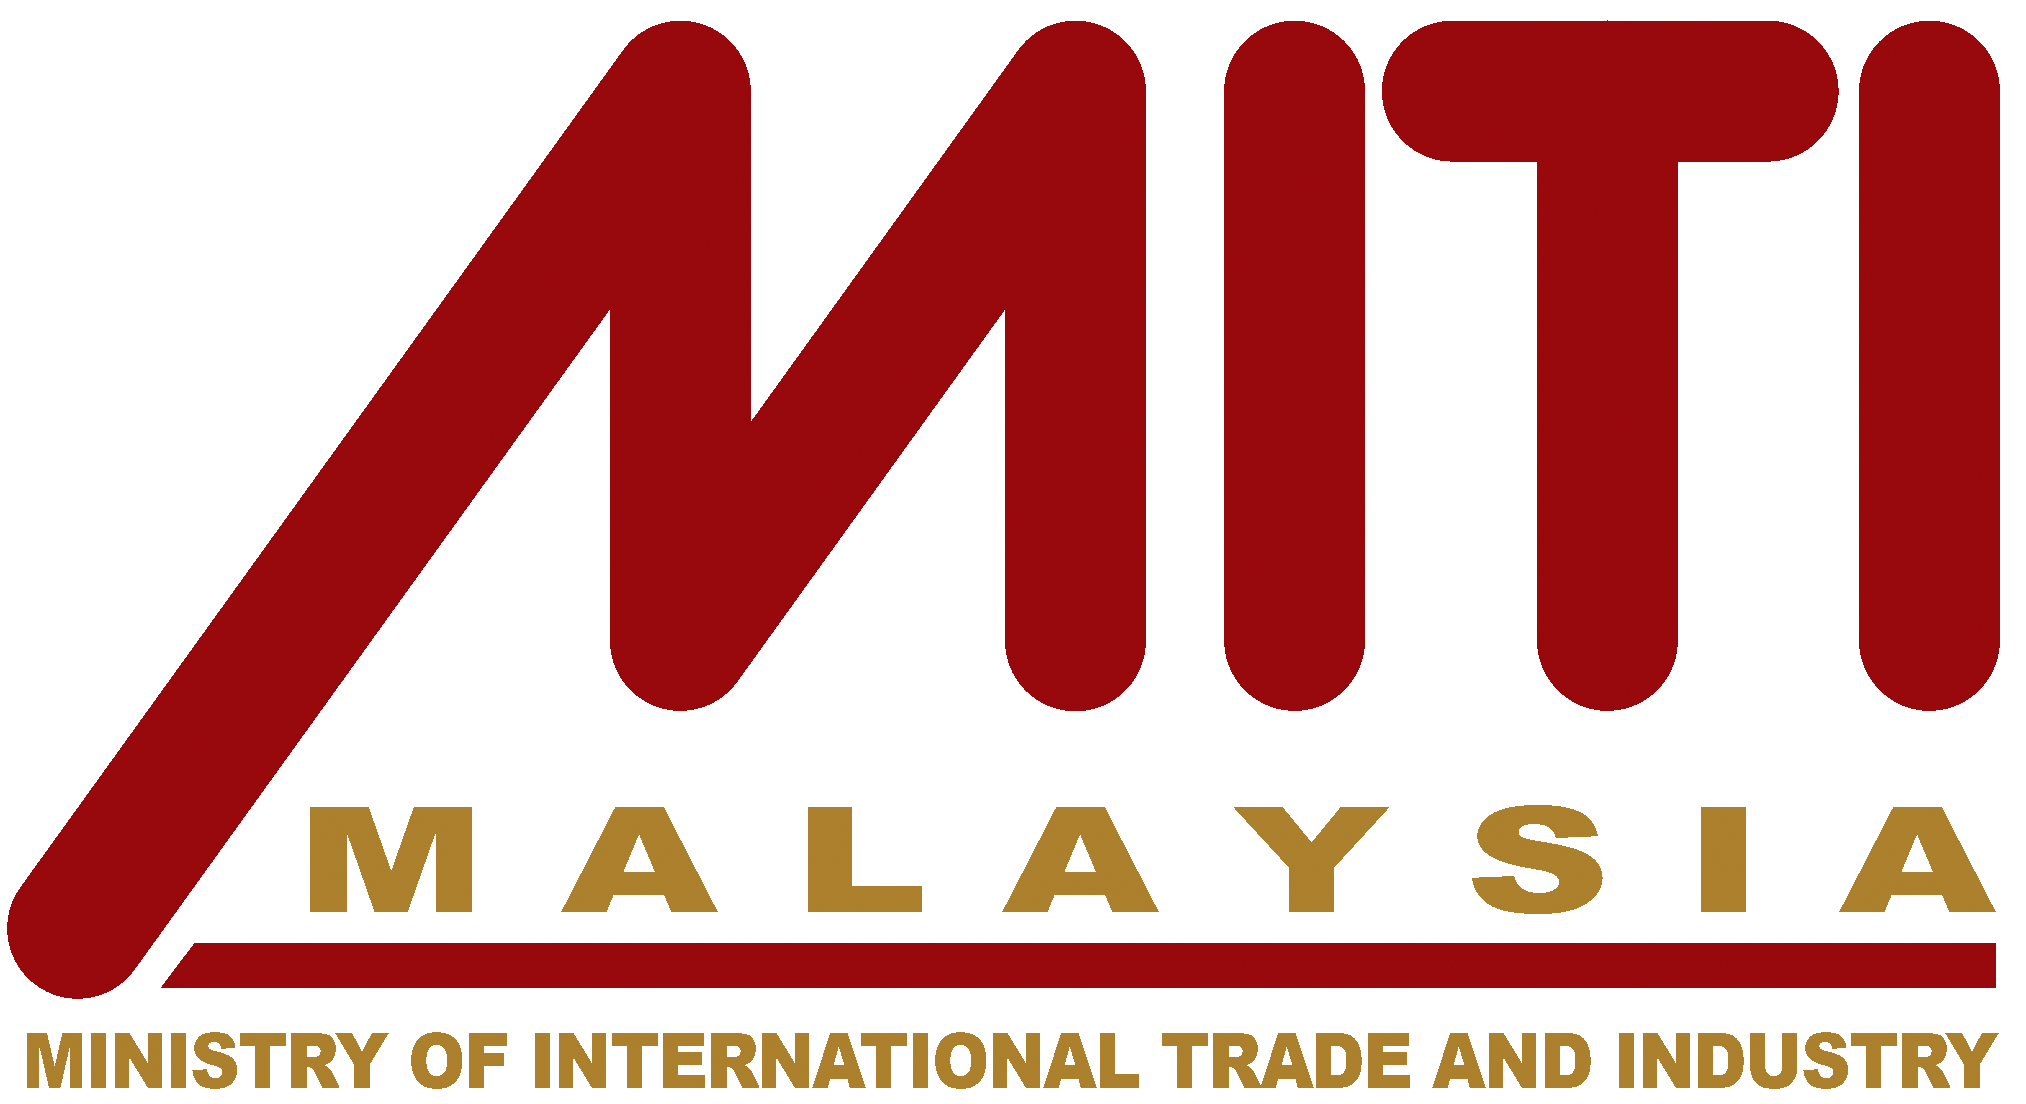 MITI
MALAYSIA
MINISTRY OF INTERNATIONAL TRADE AND INDUSTRY